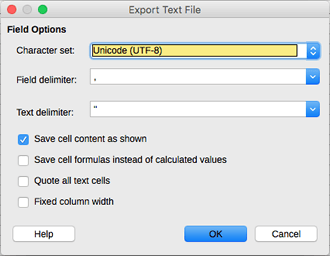 Export Text File
Field Options
Character set: Unicode (UTF-8)
Field delimiter: ,
Text delimiter: "
Save cell content as shown
Save cell formulas instead of calculated values
Quote all text cells
Fixed column width
Help OK Cancel